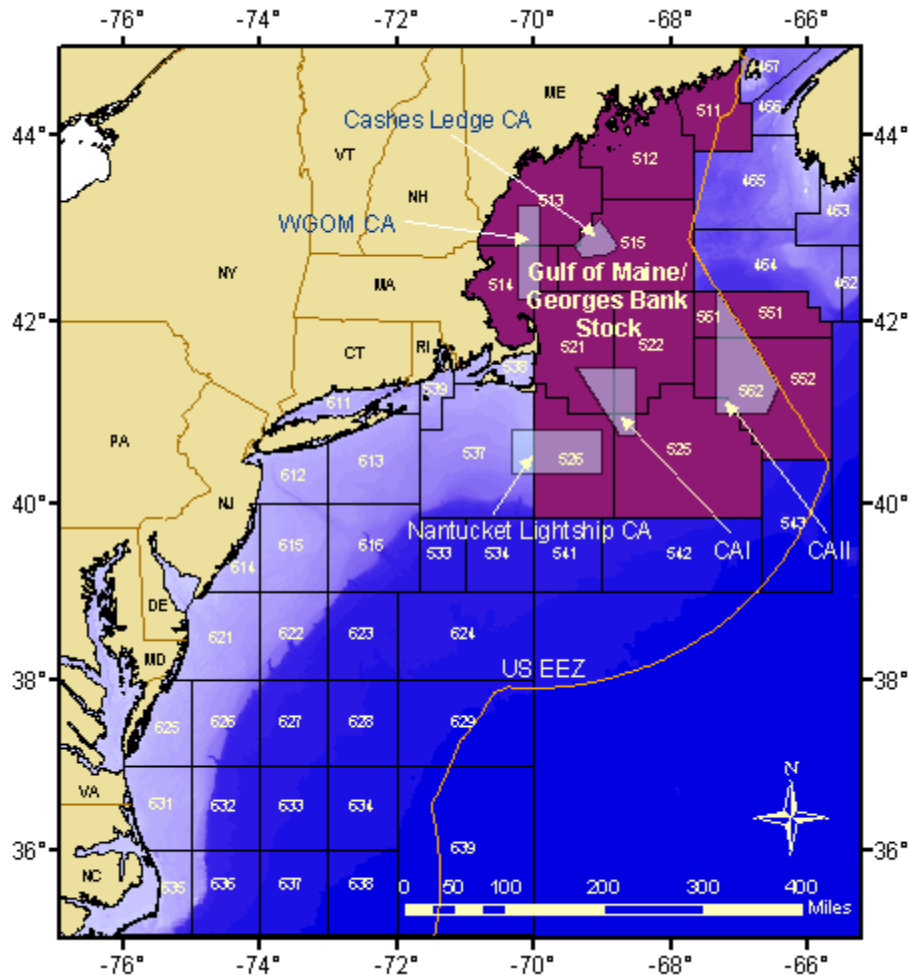 -76° -74° -72° -70° -68° -66°
467
ME
511
466
Cashes Ledge CA
44° 44°
VT
512
465
NH
513
463
WGOM CA
515
464
462
NY
Gulf of Maine/
MA
514
Georges Bank
551
561
42° 42°
Stock
CT
RI
521
522
538
539
562
552
611
PA
537
613
526
525
612
40° 40°
NJ
Nantucket Lightship CA
543
615
616
533
534
541
542
CAI
CAII
614
DE
621
622
623
624
MD
US EEZ
38° 38°
625
626
627
628
629
N
VA
631
632
633
634
36° 36°
639
NC
635
636
637
638
0 50 100 200 300 400
Miles
-76° -74° -72° -70° -68° -66°